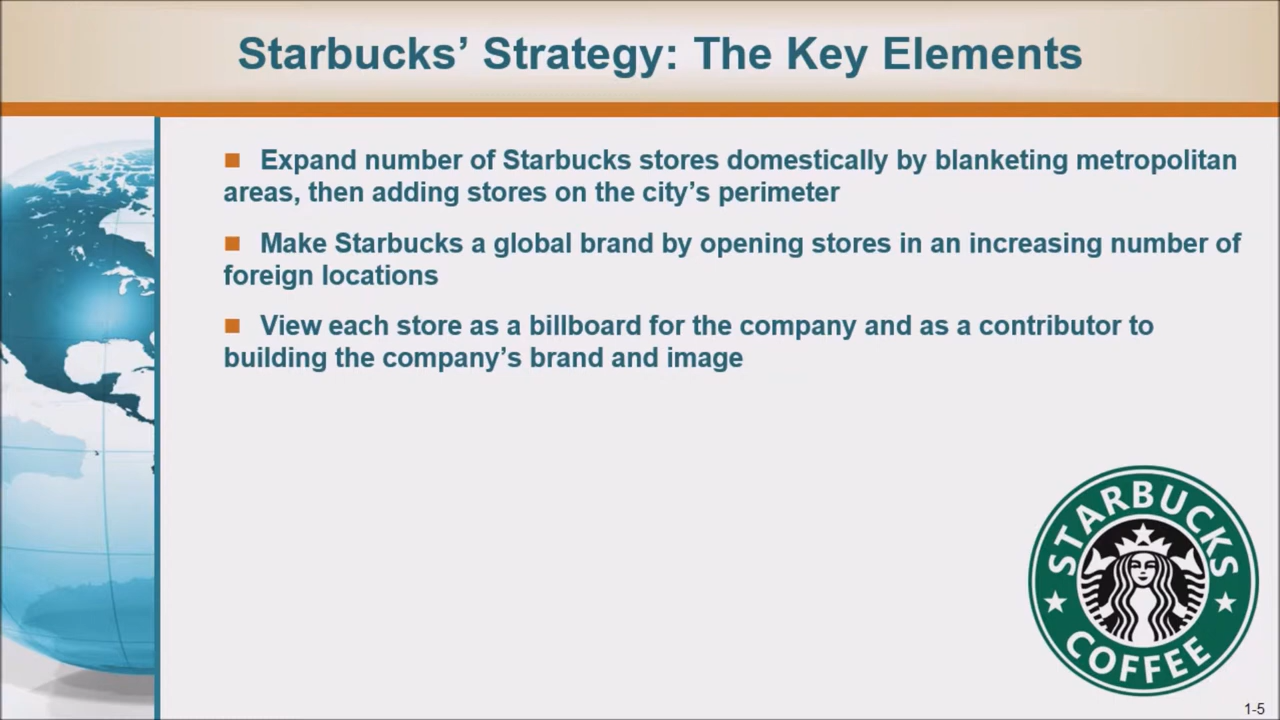 Starbucks’ Strategy: The Key Elements
Expand number of Starbucks stores domestically by blanketing metropolitan
areas, then adding stores on the city’s perimeter
Make Starbucks a global brand by opening stores in an increasing number of
foreign locations
View each store as a billboard for the company and as a contributor to
building the company’s brand and image
STARBUCKS
COFFEE
1-5